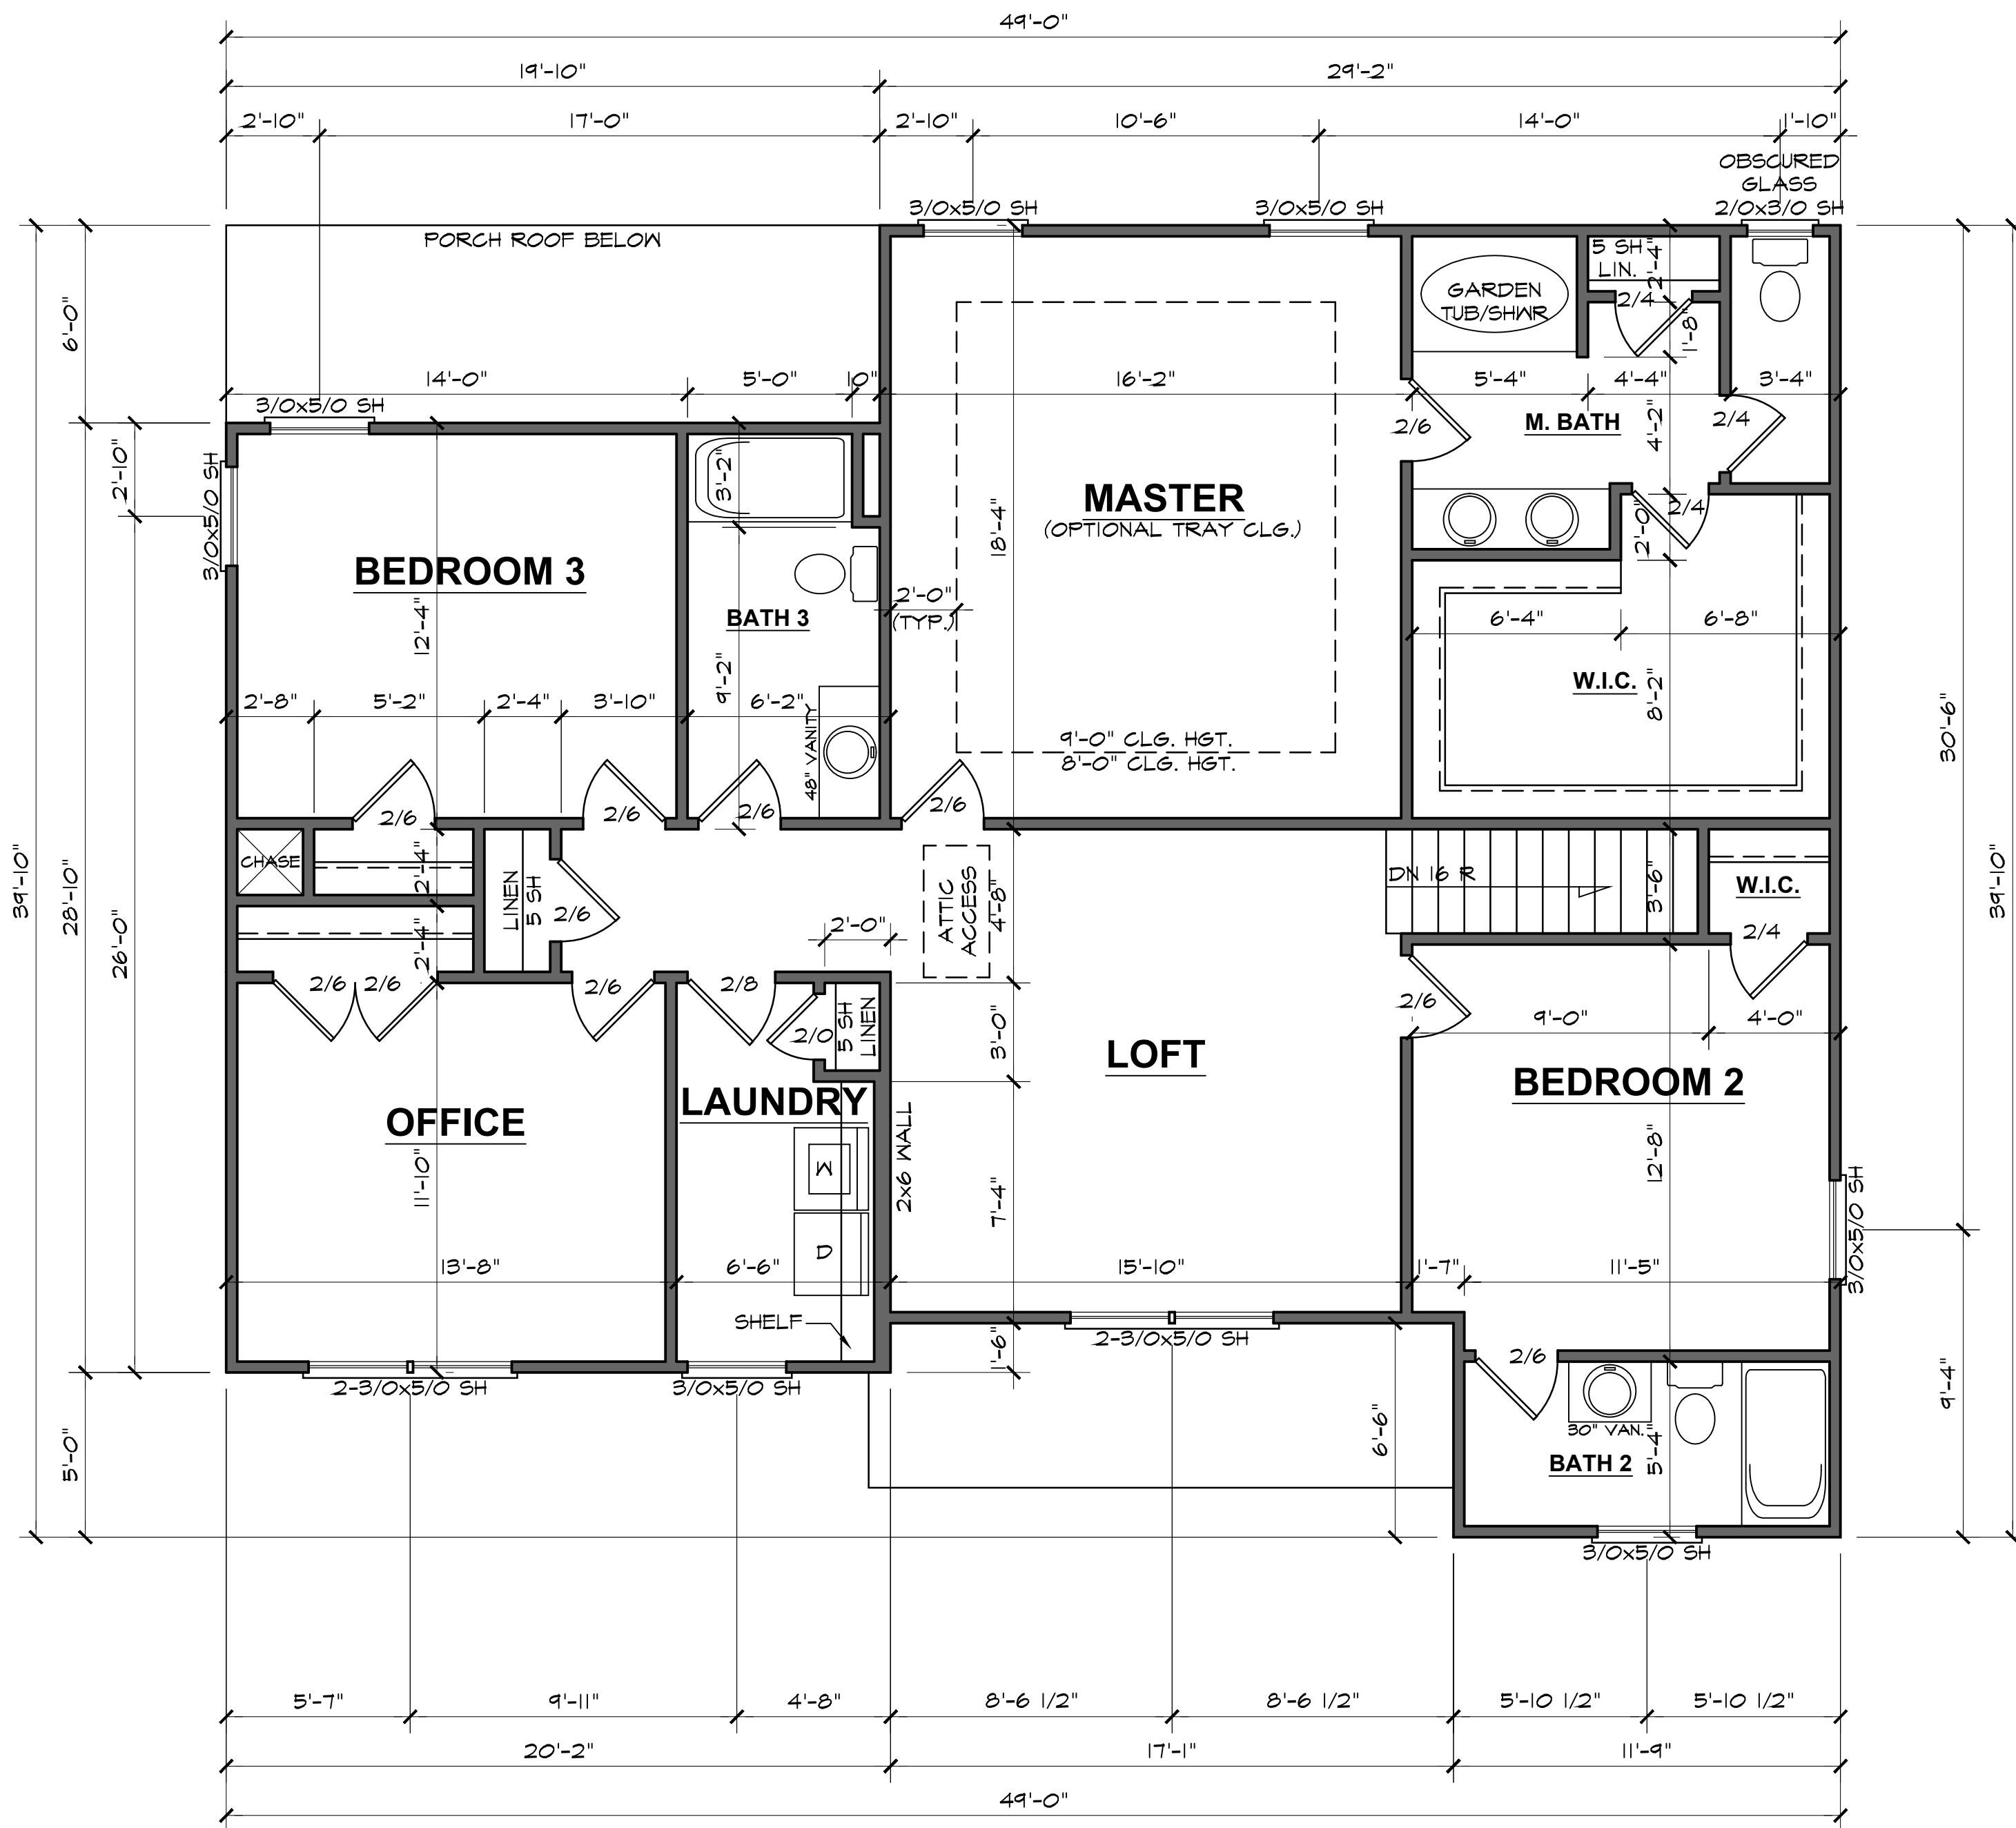 49'-0"
19'-10" 29'-2"
2'-10" 17'-0" 2'-10" 10'-6" 14'-0" 1'-10"
OBSCURED
GLASS
3/0x5/0 SH 3/0x5/0 SH 2/0x3/0 SH
PORCH ROOF BELOW
5 SH
LIN.
2'-4"
GARDEN
TUB/SHWR
2/4
1'-8"
6'-0"
14'-0" 5'-0" 10" 16'-2" 5'-4" 4'-4" 3'-4"
3/0x5/0 SH
2/6
M. BATH
4'-2"
2/4
2'-10"
3/0x5/0 SH
3'-2"
MASTER
(OPTIONAL TRAY CLG.)
18'-4"
2/4
2'-0"
BEDROOM 3
12'-4"
BATH 3
2'-0"
(TYP.)
6'-4" 6'-8"
W.I.C.
8'-2"
9'-2"
2'-8" 5'-2" 2'-4" 3'-10" 6'-2"
48" VANITY
9'-0" CLG. HGT.
8'-0" CLG. HGT.
30'-6"
2/6 2/6 2/6 2/6
39'-10"
28'-10"
26'-0"
CHASE
2'-4"
LINEN
5 SH
2/6
ATTIC
ACCESS
4'-8"
DN 16 R
3'-6"
W.I.C.
39'-10"
2'-4"
2'-0"
2/4
2/6 2/6 2/6 2/8
2/0
5 SH
LINEN
3'-0"
2/6
9'-0" 4'-0"
LOFT
BEDROOM 2
OFFICE
LAUNDRY
11'-10"
W
2x6 WALL
7'-4"
12'-8"
3/0x5/0 SH
D
13'-8" 6'-6" 15'-10" 1'-7" 11'-5"
SHELF
1'-6"
2-3/0x5/0 SH
2/6
2-3/0x5/0 SH 3/0x5/0 SH
9'-4"
5'-0"
6'-6"
30" VAN.
5'-4"
BATH 2
3/0x5/0 SH
5'-7" 9'-11" 4'-8" 8'-6 1/2" 8'-6 1/2" 5'-10 1/2" 5'-10 1/2"
20'-2" 17'-1" 11'-9"
49'-0"